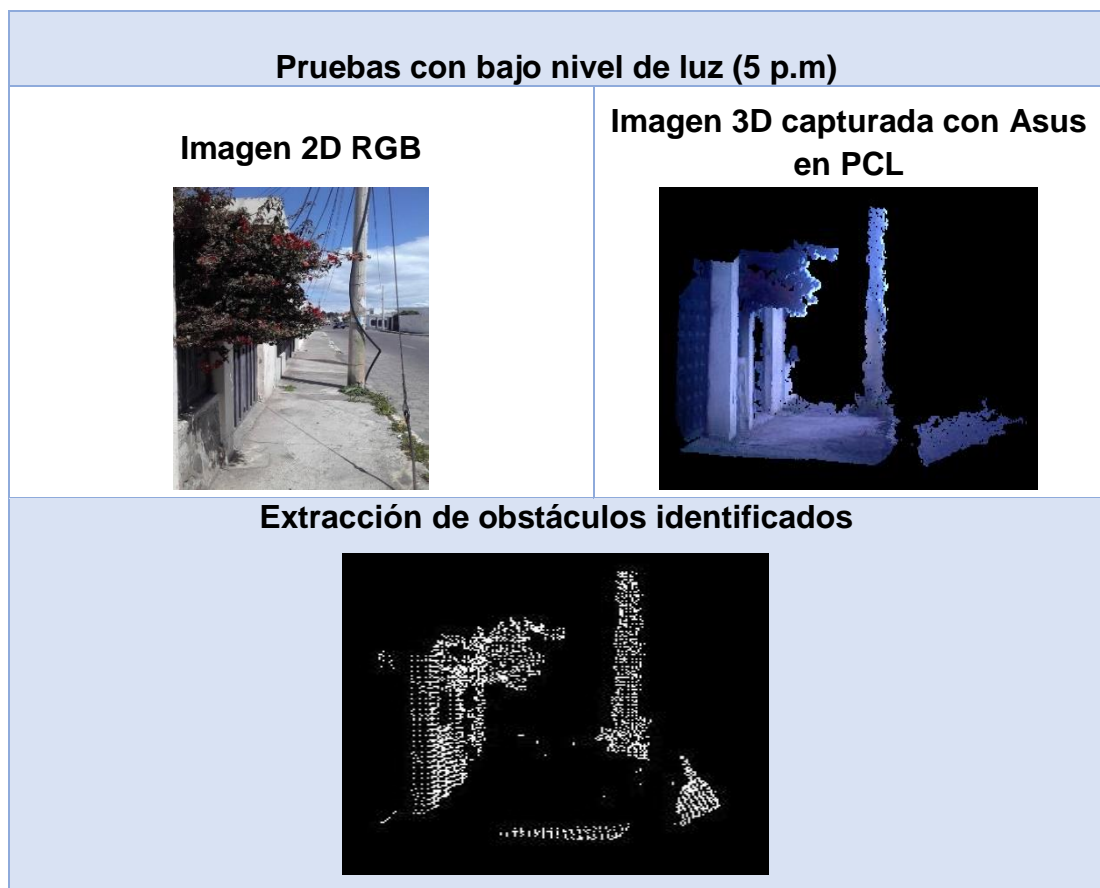 Pruebas con bajo nivel de luz (5 p.m)
Imagen 2D RGB
Imagen 3D capturada con Asus
en PCL
Extracción de obstáculos identificados